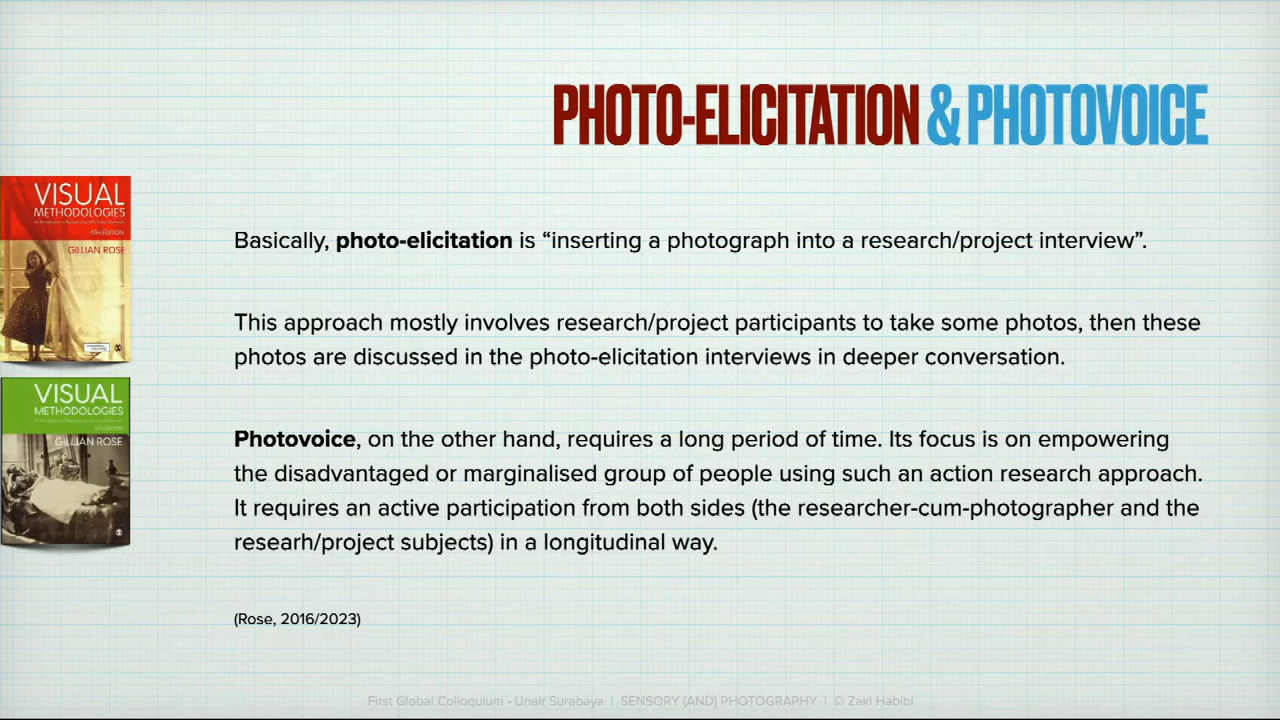 PHOTO-ELICITATION & PHOTOVOICE
VISUAL
METHODOLOGIES
4TH EDITION
GILLIAN ROSE
Basically, photo-elicitation is “inserting a photograph into a research/project interview”.
This approach mostly involves research/project participants to take some photos, then these
photos are discussed in the photo-elicitation interviews in deeper conversation.
VISUAL
METHODOLOGIES
GILLIAN ROSE
Photovoice, on the other hand, requires a long period of time. Its focus is on empowering
the disadvantaged or marginalised group of people using such an action research approach.
It requires an active participation from both sides (the researcher-cum-photographer and the
researh/project subjects) in a longitudinal way.
(Rose, 2016/2023)
First Global Colloquium - Unair Surabaya | SENSORY (AND) PHOTOGRAPHY | © Zaki Habibi